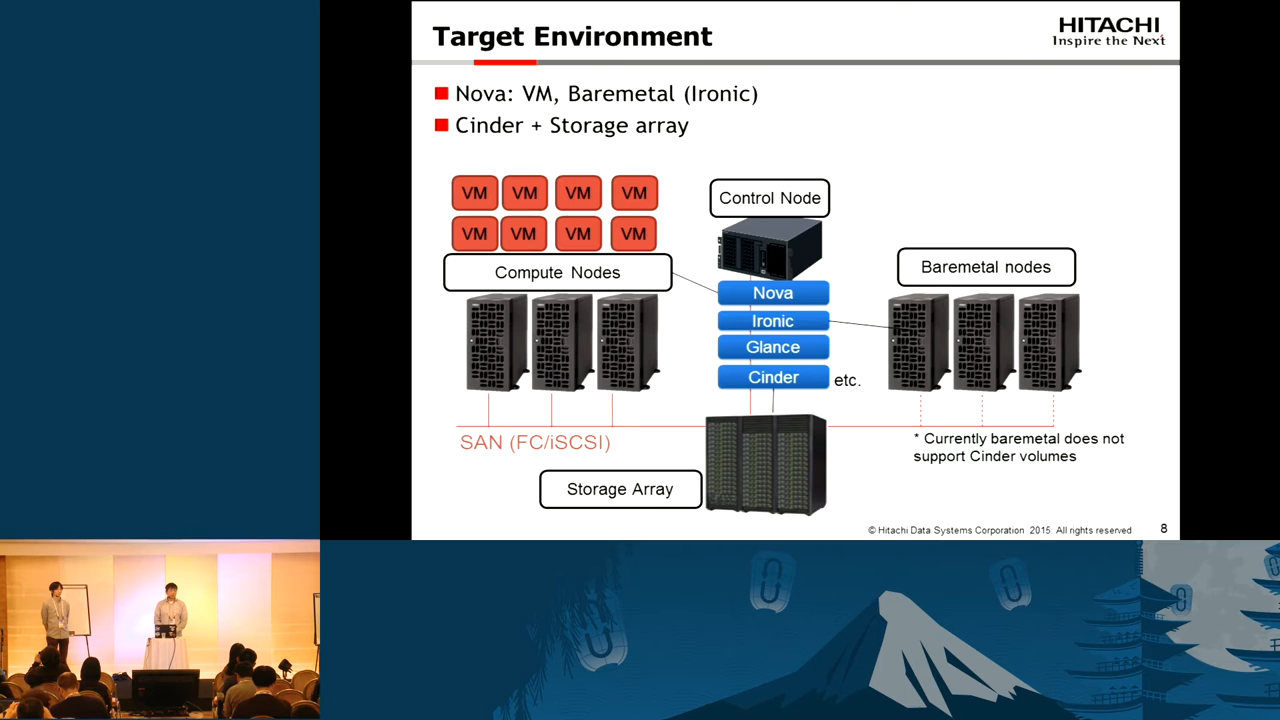 Target Environment
HITACHI
Inspire the Next
Nova: VM, Baremetal (Ironic)
Cinder + Storage array
VM VM VM VM
VM VM VM VM
Compute Nodes
Control Node
Nova
Ironic
Glance
Cinder
etc.
Baremetal nodes
SAN (FC/iSCSI)
* Currently baremetal does not
support Cinder volumes
Storage Array
© Hitachi Data Systems Corporation 2015 All rights reserved
8